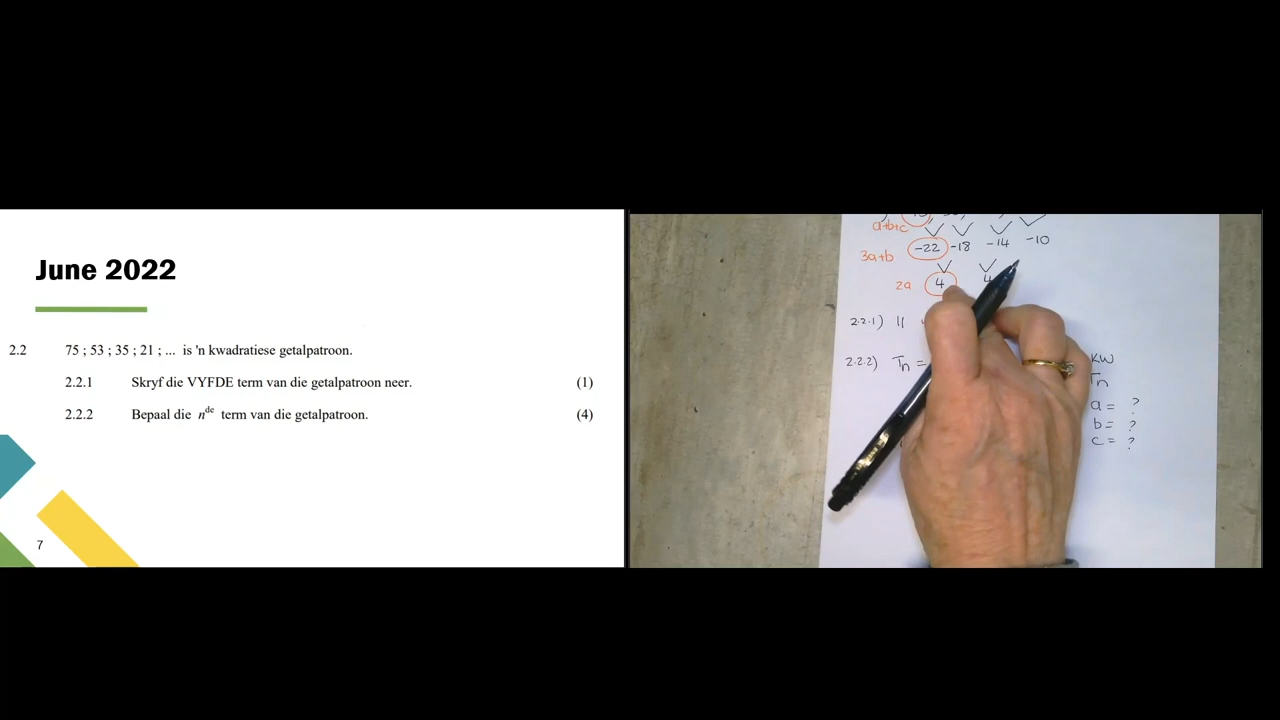 June 2022
2.2 75 ; 53 ; 35 ; 21 ; ... is 'n kwadratiese getalpatroon.
2.2.1 Skryf die VYFDE term van die getalpatroon neer. (1)
2.2.2 Bepaal die nde term van die getalpatroon. (4)
7
a+b+c
3a+b -22 -18 -14 -10
2a 4 4
2.2.1) 11
2.2.2) Tn = KW
Tn
a = ?
b = ?
c = ?